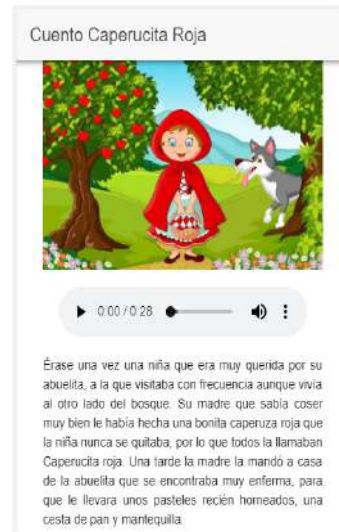 Cuento Caperucita Roja
0:00 / 0:28
Érase una vez una niña que era muy querida por su
abuelita, a la que visitaba con frecuencia aunque vivía
al otro lado del bosque. Su madre que sabía coser
muy bien le había hecha una bonita caperuza roja que
la niña nunca se quitaba, por lo que todos la llamaban
Caperucita roja. Una tarde la madre la mandó a casa
de la abuelita que se encontraba muy enferma, para
que le llevara unos pasteles recién horneados, una
cesta de pan y mantequilla.